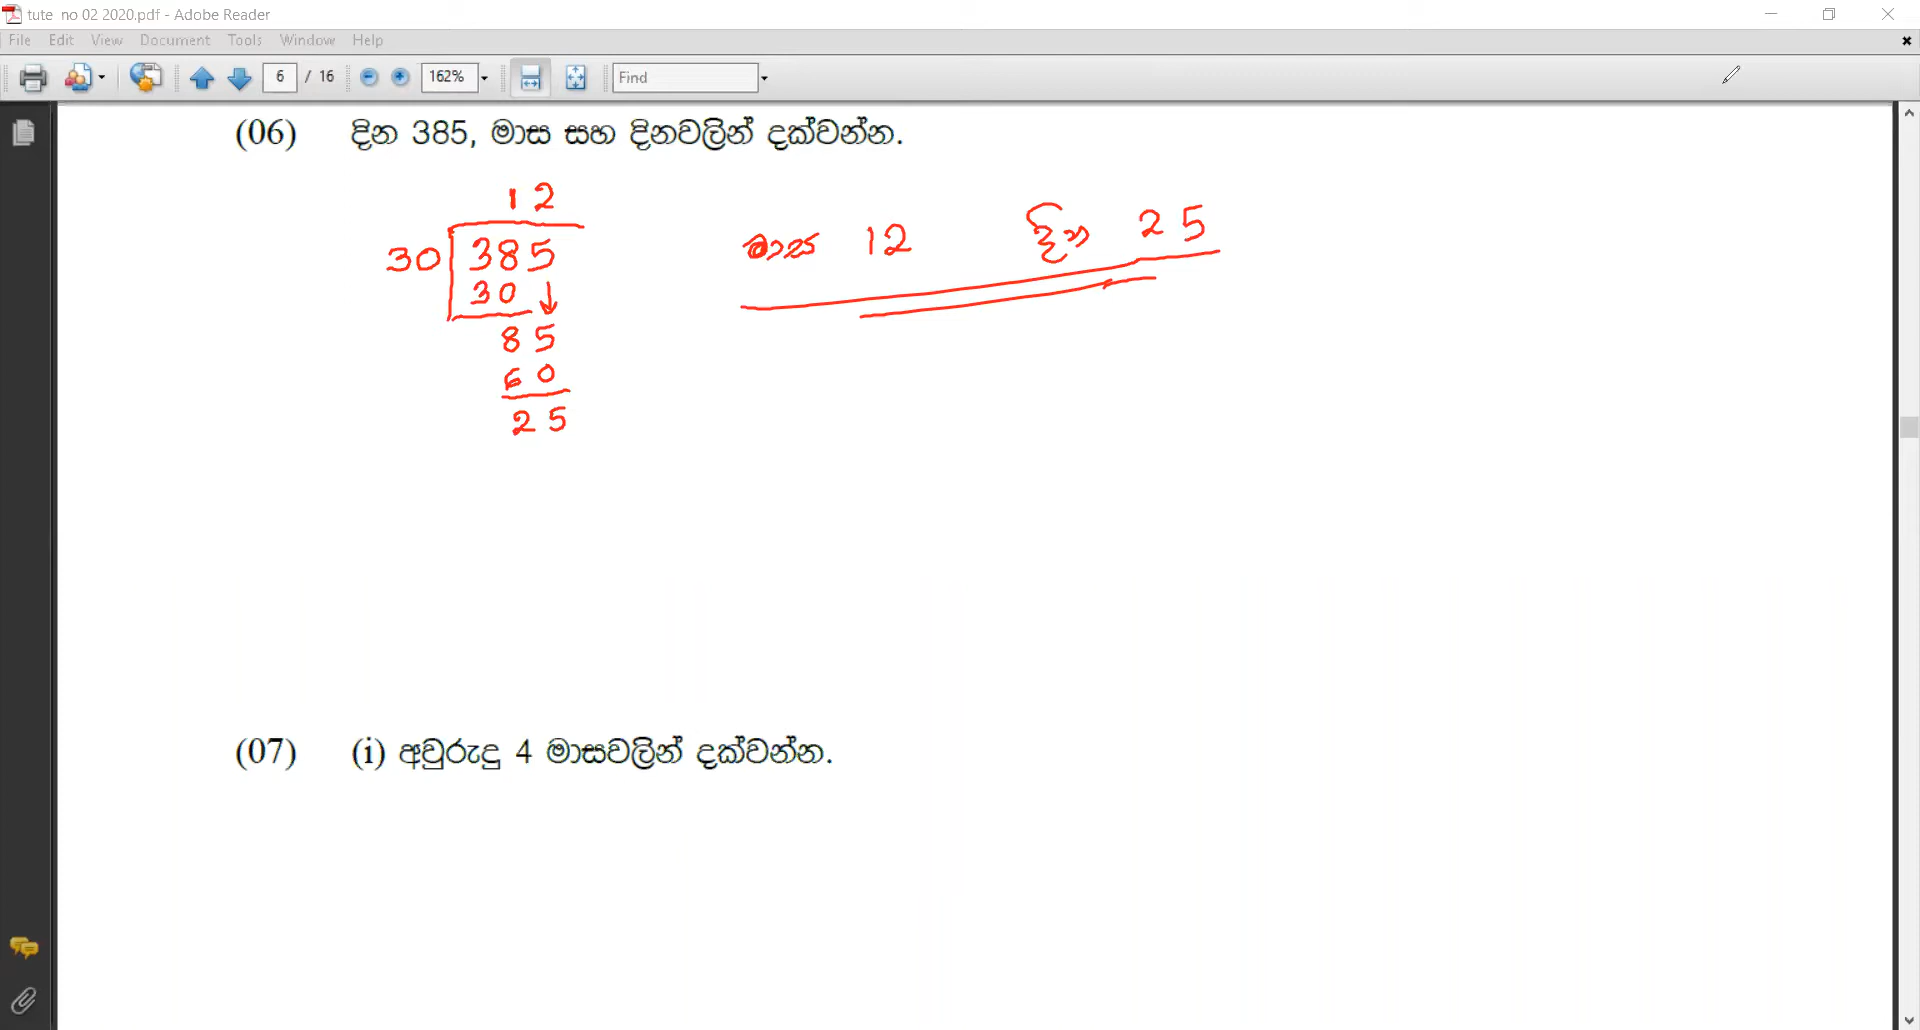 tute no 02 2020.pdf - Adobe Reader
File Edit View Document Tools Window Help
6 / 16 162% Find
(06) දින 385, මාස සහ දිනවලින් දක්වන්න.
12
30 385
30
85
60
25
මාස 12 දින 25
(07) (i) අවුරුදු 4 මාසවලින් දක්වන්න.